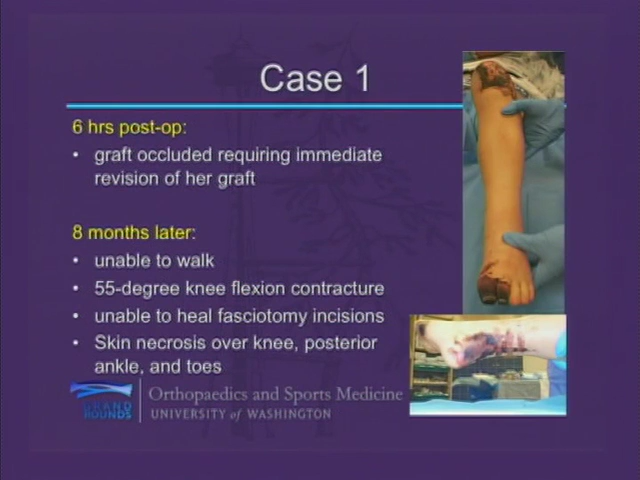 Case 1
6 hrs post-op:
• graft occluded requiring immediate
revision of her graft
8 months later:
• unable to walk
• 55-degree knee flexion contracture
• unable to heal fasciotomy incisions
• Skin necrosis over knee, posterior
ankle, and toes
GRAND
ROUNDS
Orthopaedics and Sports Medicine
UNIVERSITY of WASHINGTON